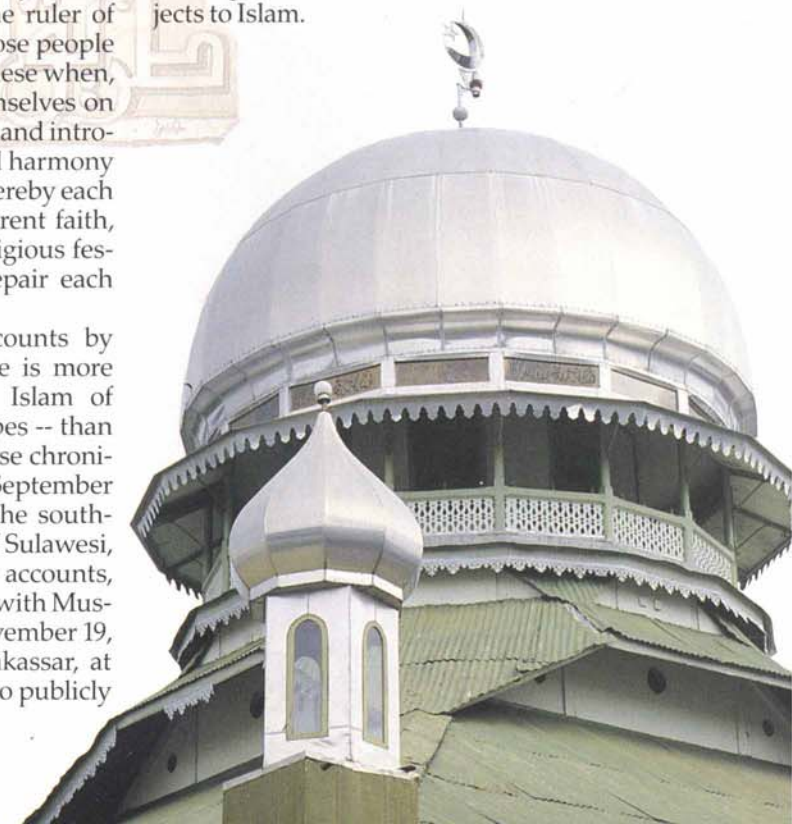 e ruler of
ose people
ese when,
nselves on
and intro-
l harmony
ereby each
rent faith,
igious fes-
epair each
counts by
e is more
Islam of
bes -- than
se chroni-
September
he south-
Sulawesi,
accounts,
with Mus-
vember 19,
kassar, at
o publicly
jects to Islam.